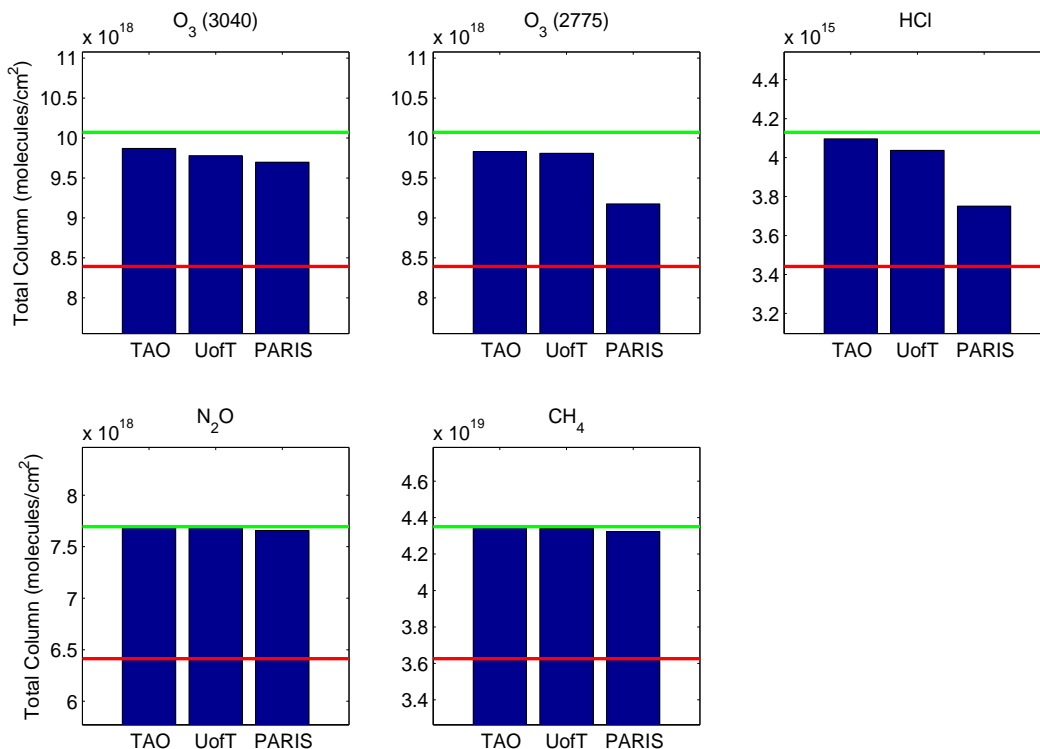 O3 (3040)
x 10^18
Total Column (molecules/cm²)
11
10.5
10
9.5
9
8.5
8
TAO UofT PARIS
O3 (2775)
x 10^18
11
10.5
10
9.5
9
8.5
8
TAO UofT PARIS
HCl
x 10^15
4.4
4.2
4
3.8
3.6
3.4
3.2
TAO UofT PARIS
N2O
x 10^18
Total Column (molecules/cm²)
8
7.5
7
6.5
6
TAO UofT PARIS
CH4
x 10^19
4.6
4.4
4.2
4
3.8
3.6
3.4
TAO UofT PARIS